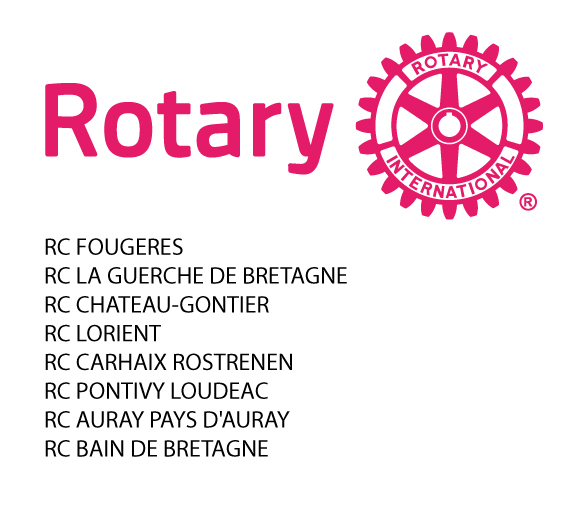 Rotary
ROTARY
INTERNATIONAL
®
RC FOUGERES
RC LA GUERCHE DE BRETAGNE
RC CHATEAU-GONTIER
RC LORIENT
RC CARHAIX ROSTRENEN
RC PONTIVY LOUDEAC
RC AURAY PAYS D'AURAY
RC BAIN DE BRETAGNE